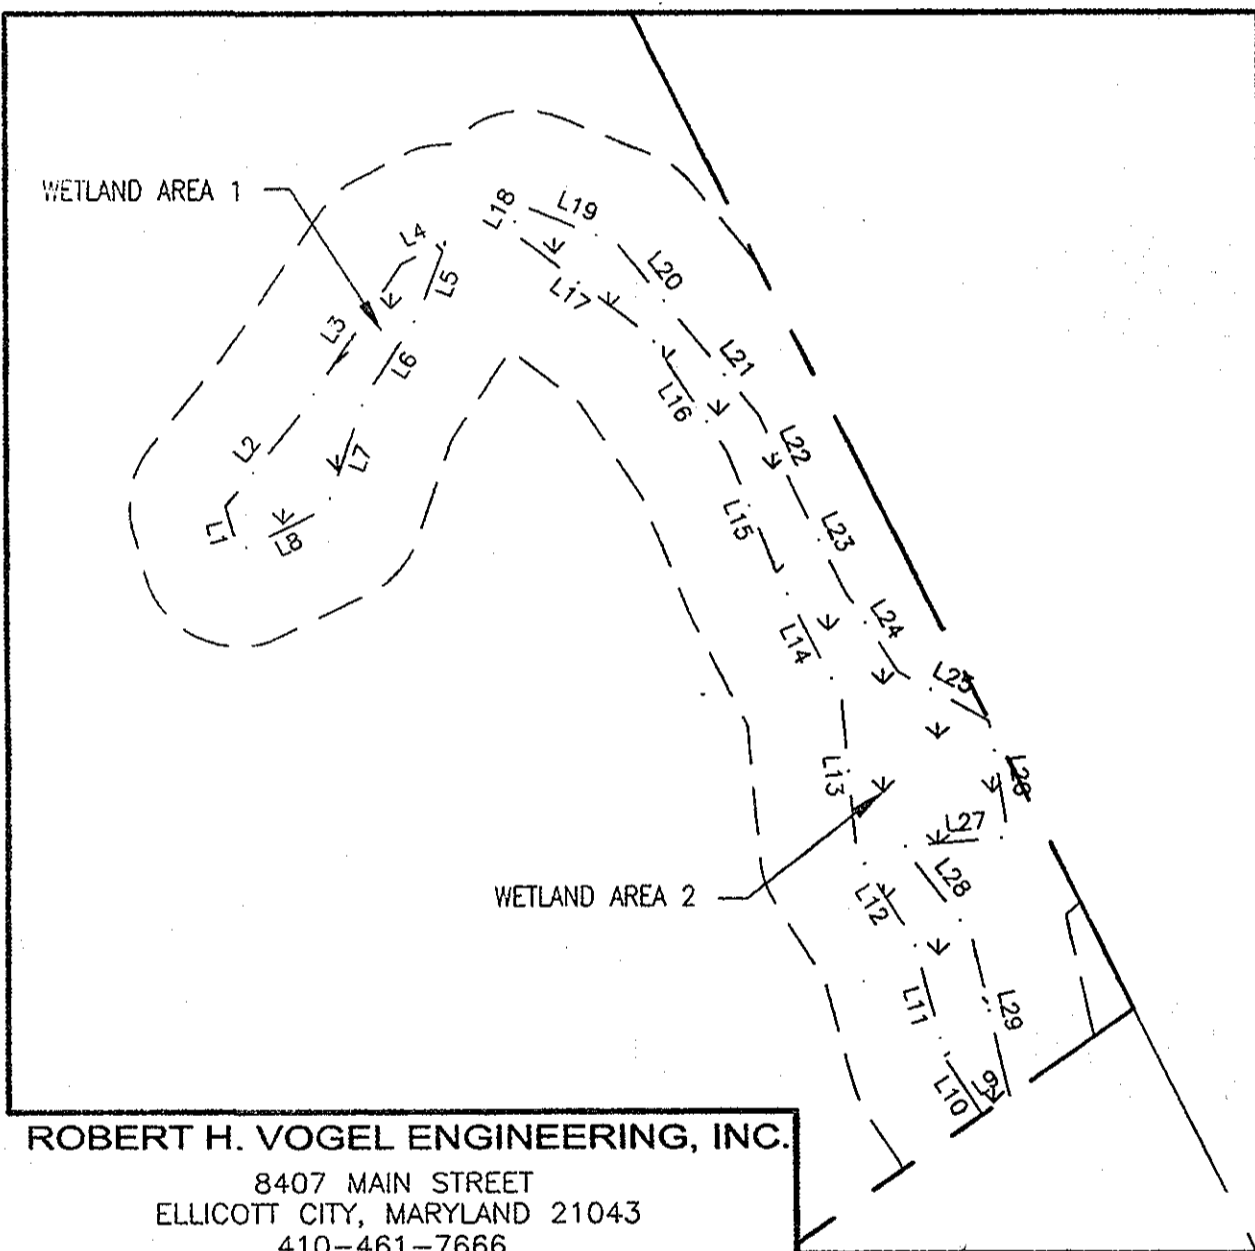 WETLAND AREA 1
L18
L19
L4
L5
L20
L17
L3
L6
L21
L16
L2
L7
L22
L1
L8
L15
L23
L24
L14
L25
L13
L26
L27
L28
WETLAND AREA 2
L12
L11
L29
L9
L10
ROBERT H. VOGEL ENGINEERING, INC.
8407 MAIN STREET
ELLICOTT CITY, MARYLAND 21043
410-461-7666